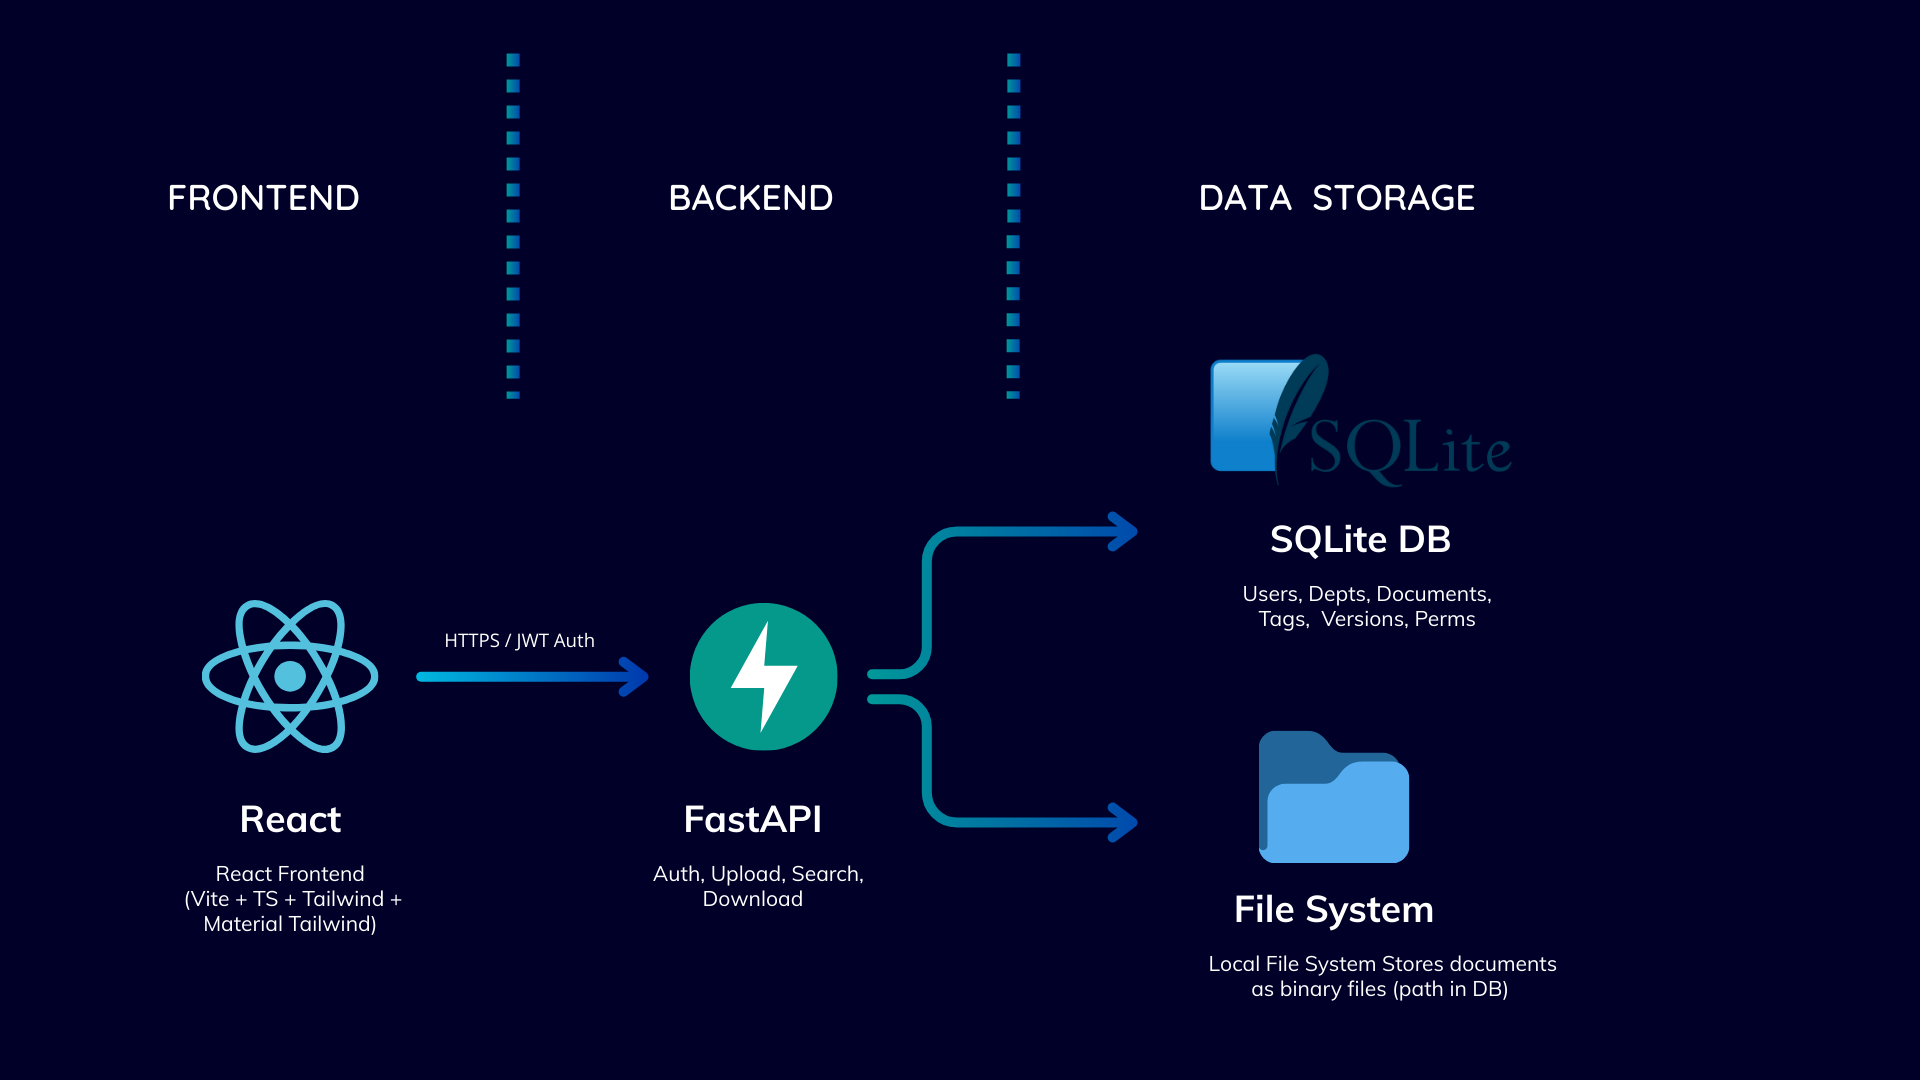 FRONTEND
BACKEND
DATA STORAGE
SQLite
SQLite DB
Users, Depts, Documents,
Tags, Versions, Perms
HTTPS / JWT Auth
React
React Frontend
(Vite + TS + Tailwind +
Material Tailwind)
FastAPI
Auth, Upload, Search,
Download
File System
Local File System Stores documents
as binary files (path in DB)